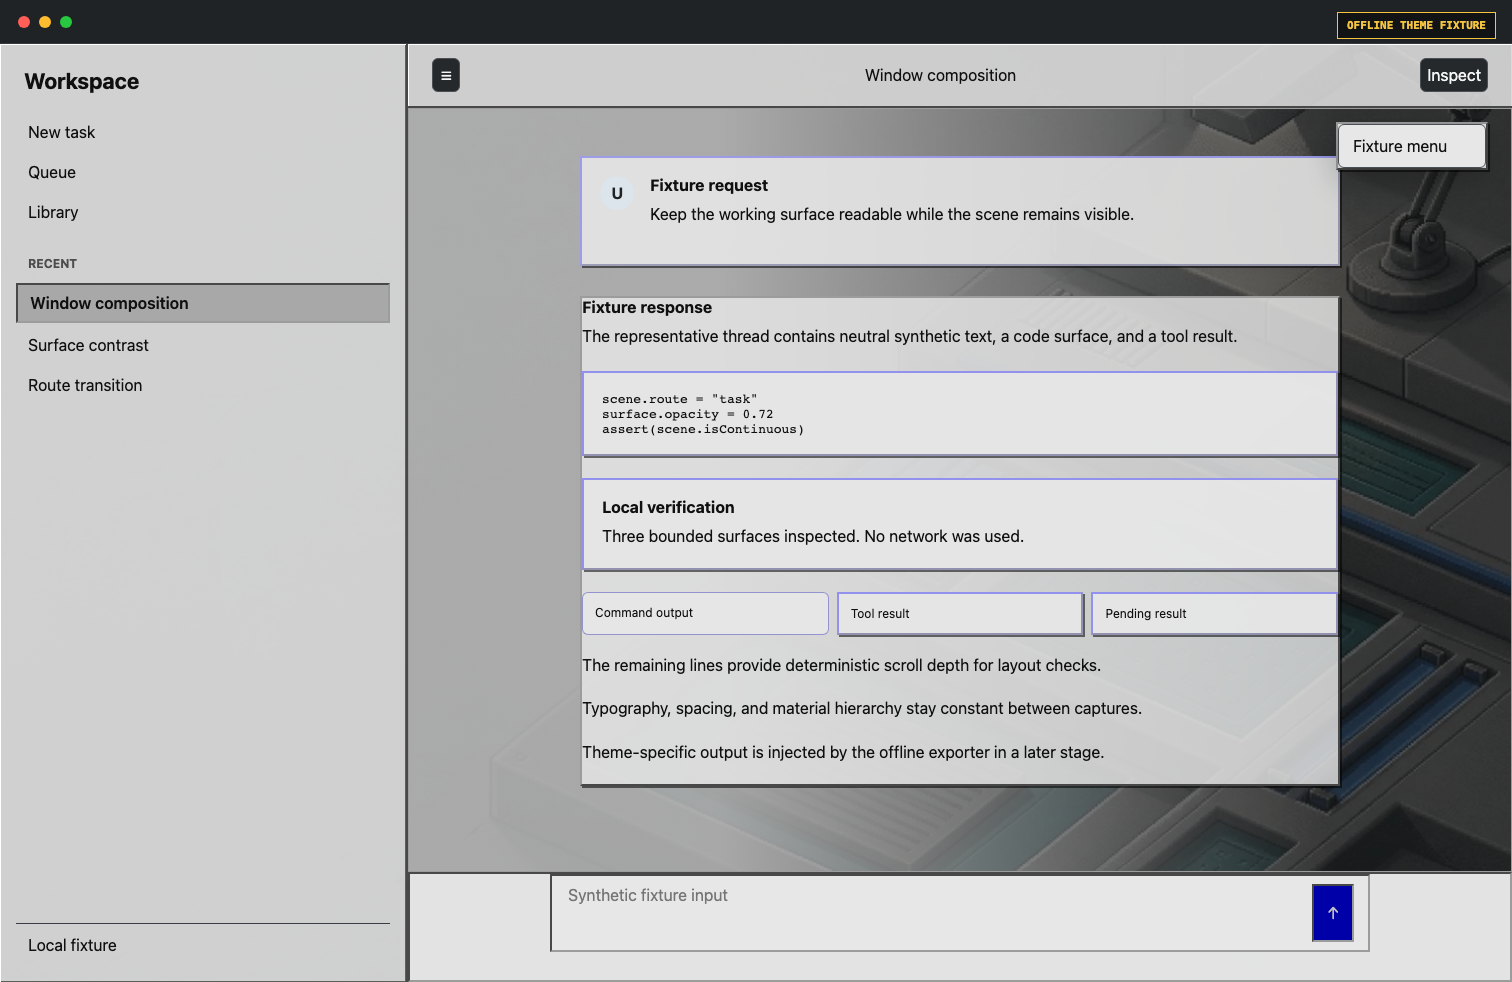 OFFLINE THEME FIXTURE
Workspace
New task
Queue
Library
RECENT
Window composition
Surface contrast
Route transition
Local fixture
Window composition
Inspect
Fixture menu
U
Fixture request
Keep the working surface readable while the scene remains visible.
Fixture response
The representative thread contains neutral synthetic text, a code surface, and a tool result.
scene.route = "task"
surface.opacity = 0.72
assert(scene.isContinuous)
Local verification
Three bounded surfaces inspected. No network was used.
Command output
Tool result
Pending result
The remaining lines provide deterministic scroll depth for layout checks.
Typography, spacing, and material hierarchy stay constant between captures.
Theme-specific output is injected by the offline exporter in a later stage.
Synthetic fixture input